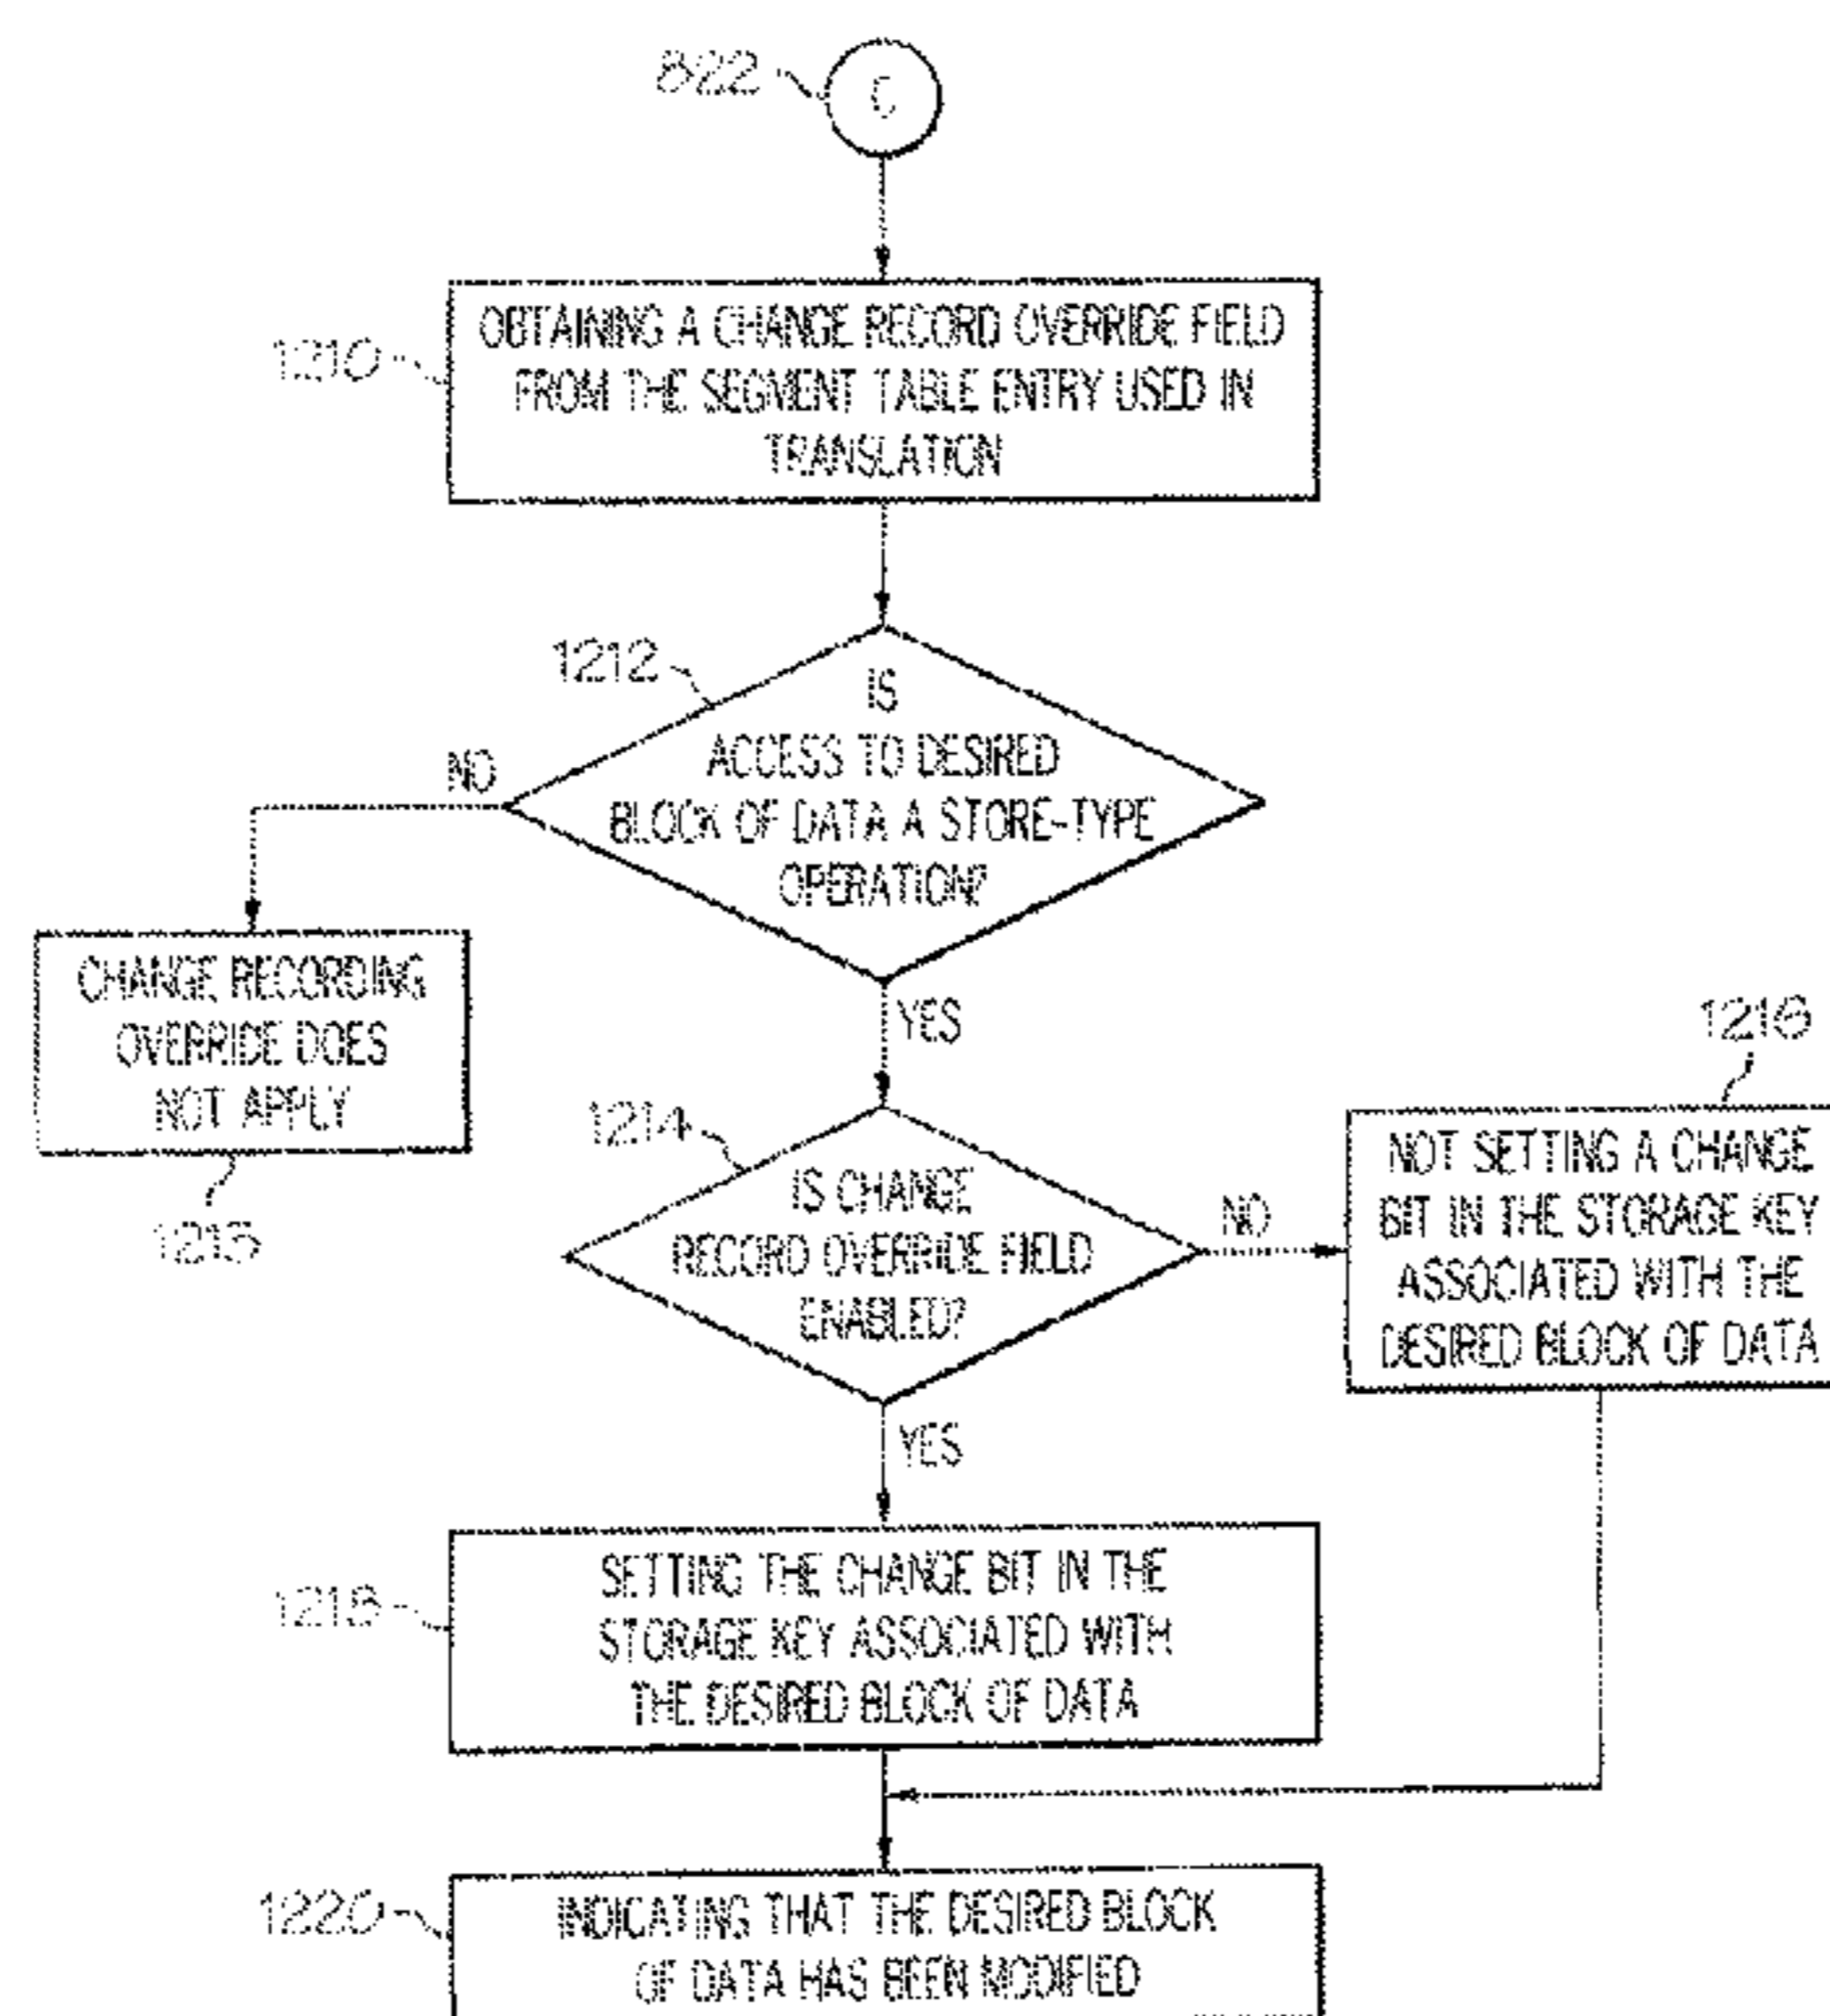 822
C
1210
OBTAINING A CHANGE RECORD OVERRIDE FIELD
FROM THE SEGMENT TABLE ENTRY USED IN
TRANSLATION
1212
IS
ACCESS TO DESIRED
BLOCK OF DATA A STORE-TYPE
OPERATION?
NO
YES
CHANGE RECORDING
OVERRIDE DOES
NOT APPLY
1215
1214
IS CHANGE
RECORD OVERRIDE FIELD
ENABLED?
NO
YES
1216
NOT SETTING A CHANGE
BIT IN THE STORAGE KEY
ASSOCIATED WITH THE
DESIRED BLOCK OF DATA
1218
SETTING THE CHANGE BIT IN THE
STORAGE KEY ASSOCIATED WITH
THE DESIRED BLOCK OF DATA
1220
INDICATING THAT THE DESIRED BLOCK
OF DATA HAS BEEN MODIFIED